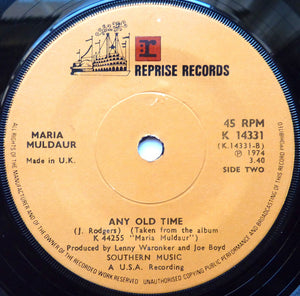 REPRISE RECORDS
MARIA
MULDAUR
Made in U.K.
45 RPM
K 14331
(K.14331-B)
℗ 1974
3.40
SIDE TWO
ANY OLD TIME
(J. Rodgers) (Taken from the album
K 44255 "Maria Muldaur")
Produced by Lenny Waronker and Joe Boyd
SOUTHERN MUSIC
A U.S.A. Recording
ALL RIGHTS OF THE MANUFACTURER AND OF THE OWNER OF THE RECORDED WORK RESERVED
UNAUTHORISED COPYING PUBLIC PERFORMANCE AND BROADCASTING OF THIS RECORD PROHIBITED